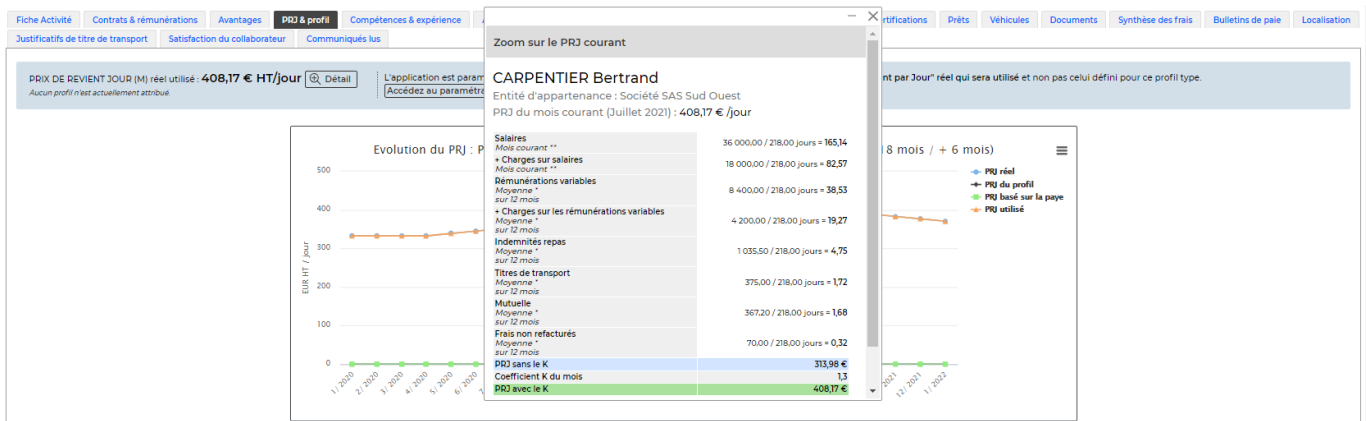 Fiche Activité Contrats & rémunérations Avantages PRJ & profil Compétences & expérience
rtifications Prêts Véhicules Documents Synthèse des frais Bulletins de paie Localisation
Justificatifs de titre de transport Satisfaction du collaborateur Communiqués lus
PRIX DE REVIENT JOUR (M) réel utilisé : 408,17 € HT/jour Détail
Aucun profil n'est actuellement attribué.
L'application est param
Accédez au paramétra
nt par Jour" réel qui sera utilisé et non pas celui défini pour ce profil type.
Zoom sur le PRJ courant
CARPENTIER Bertrand
Entité d'appartenance : Société SAS Sud Ouest
PRJ du mois courant (Juillet 2021) : 408,17 € /jour
Salaires
Mois courant **
36 000,00 / 218,00 jours = 165,14
+ Charges sur salaires
Mois courant **
18 000,00 / 218,00 jours = 82,57
Rémunérations variables
Moyenne *
sur 12 mois
8 400,00 / 218,00 jours = 38,53
+ Charges sur les rémunérations variables
Moyenne *
sur 12 mois
4 200,00 / 218,00 jours = 19,27
Indemnités repas
Moyenne *
sur 12 mois
1 035,50 / 218,00 jours = 4,75
Titres de transport
Moyenne *
sur 12 mois
375,00 / 218,00 jours = 1,72
Mutuelle
Moyenne *
sur 12 mois
367,20 / 218,00 jours = 1,68
Frais non refacturés
Moyenne *
sur 12 mois
70,00 / 218,00 jours = 0,32
PRJ sans le K 313,98 €
Coefficient K du mois 1,3
PRJ avec le K 408,17 €
Evolution du PRJ : P
8 mois / + 6 mois)
PRJ réel
PRJ du profil
PRJ basé sur la paye
PRJ utilisé
EUR HT / jour
500
400
300
200
100
0
1/ 2020
2/ 2020
3/ 2020
4/ 2020
5/ 2020
6/ 2020
7
2021
12/ 2021
1/ 2022